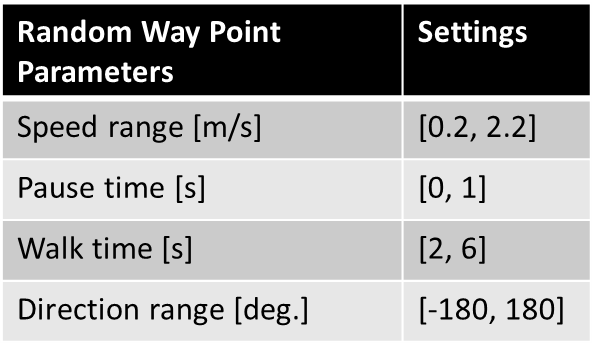 Random Way Point Settings
Parameters
Speed range [m/s] [0.2, 2.2]
Pause time [s] [0, 1]
Walk time [s] [2, 6]
Direction range [deg.] [-180, 180]